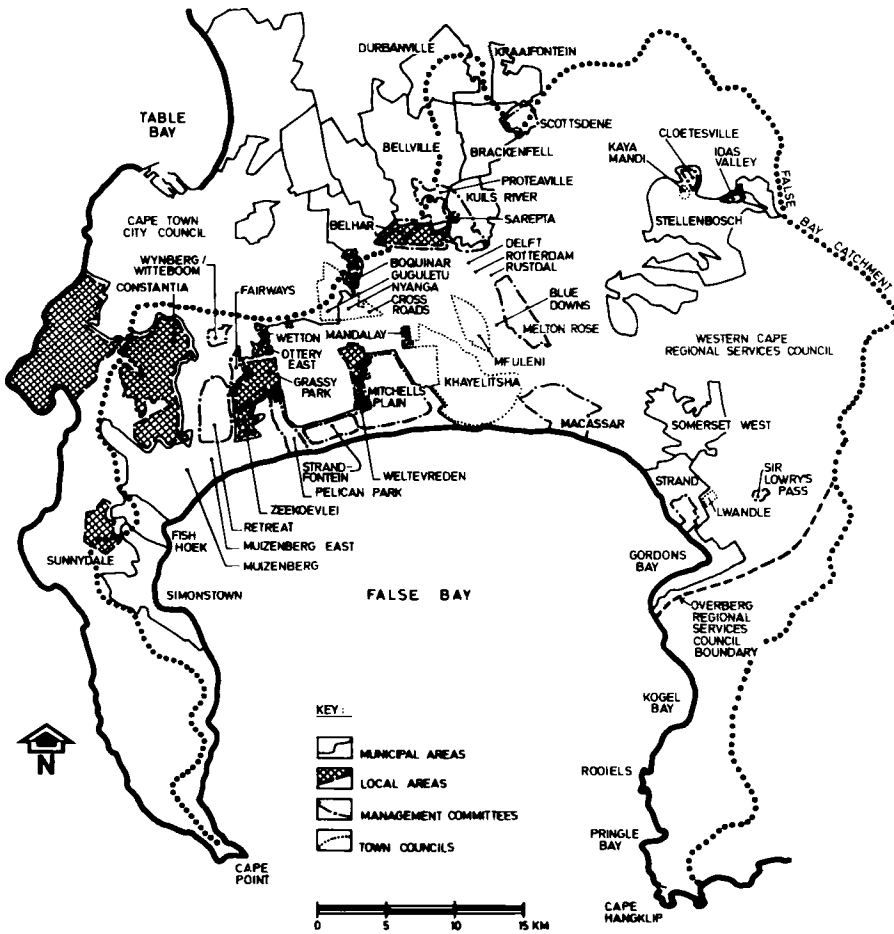 DURBANVILLE
KRAAIFONTEIN
TABLE
BAY
SCOTTSDENE
CLOETESVILLE
BELLVILLE
BRACKENFELL
KAYA
MANDI
IDAS
VALLEY
PROTEAVILLE
KUILS RIVER
FALSE BAY CATCHMENT
CAPE TOWN
CITY COUNCIL
BELHAR
SAREPTA
STELLENBOSCH
WYNBERG/
WITTEBOOM
DELFT
CONSTANTIA
FAIRWAYS
BOQUINAR
ROTTERDAM
GUGULETU
RUSTDAL
NYANGA
CROSS
ROADS
BLUE
DOWNS
WETTON
MANDALAY
MELTON ROSE
WESTERN CAPE
REGIONAL SERVICES
COUNCIL
OTTERY
EAST
MFULENI
GRASSY
PARK
MITCHELLS
PLAIN
KHAYELITSHA
MACASSAR
SOMERSET WEST
STRAND-
FONTEIN
WELTEVREDEN
STRAND
SIR
LOWRY'S
PASS
PELICAN PARK
ZEEKOEVLEI
LWANDLE
RETREAT
FISH
HOEK
MUIZENBERG EAST
SUNNYDALE
MUIZENBERG
GORDONS
BAY
SIMONSTOWN
FALSE BAY
OVERBERG
REGIONAL
SERVICES
COUNCIL
BOUNDARY
KOGEL
BAY
KEY:
N
MUNICIPAL AREAS
ROOIELS
LOCAL AREAS
MANAGEMENT COMMITTEES
PRINGLE
BAY
TOWN COUNCILS
CAPE
POINT
CAPE
HANGKLIP
0 5 10 15 KM